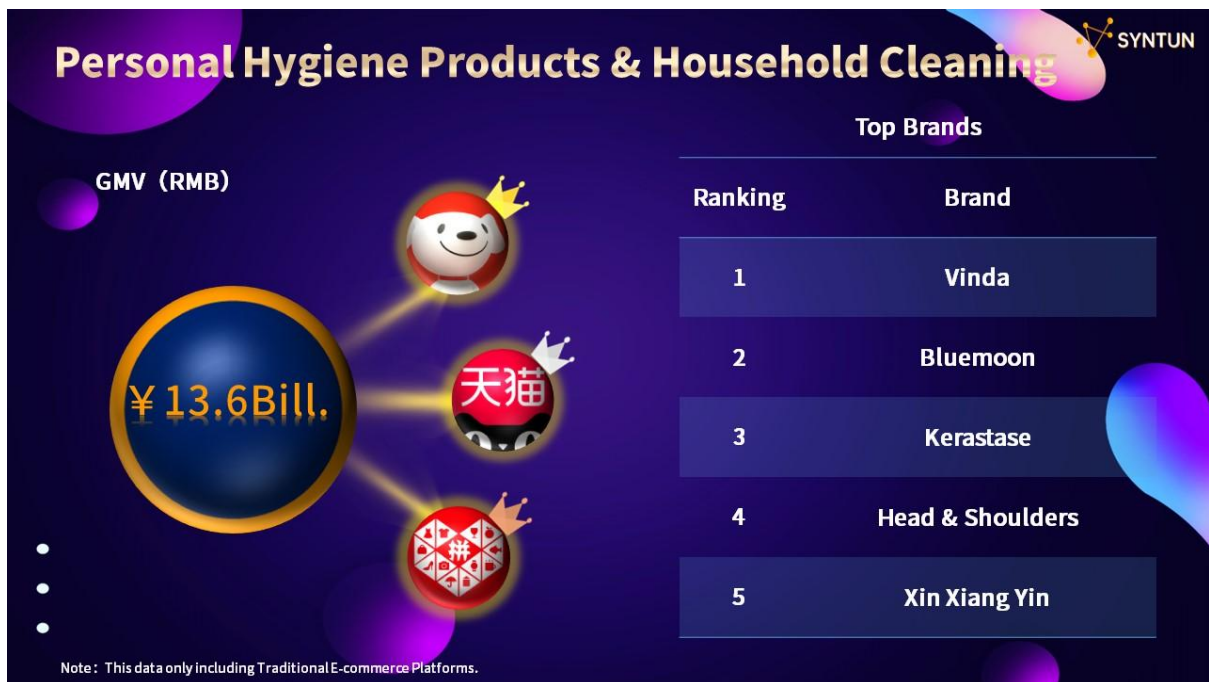 Personal Hygiene Products & Household Cleaning
SYNTUN
GMV（RMB）
¥ 13.6Bill.
天猫
拼
Top Brands
Ranking Brand
1 Vinda
2 Bluemoon
3 Kerastase
4 Head & Shoulders
5 Xin Xiang Yin
Note：This data only including Traditional E-commerce Platforms.